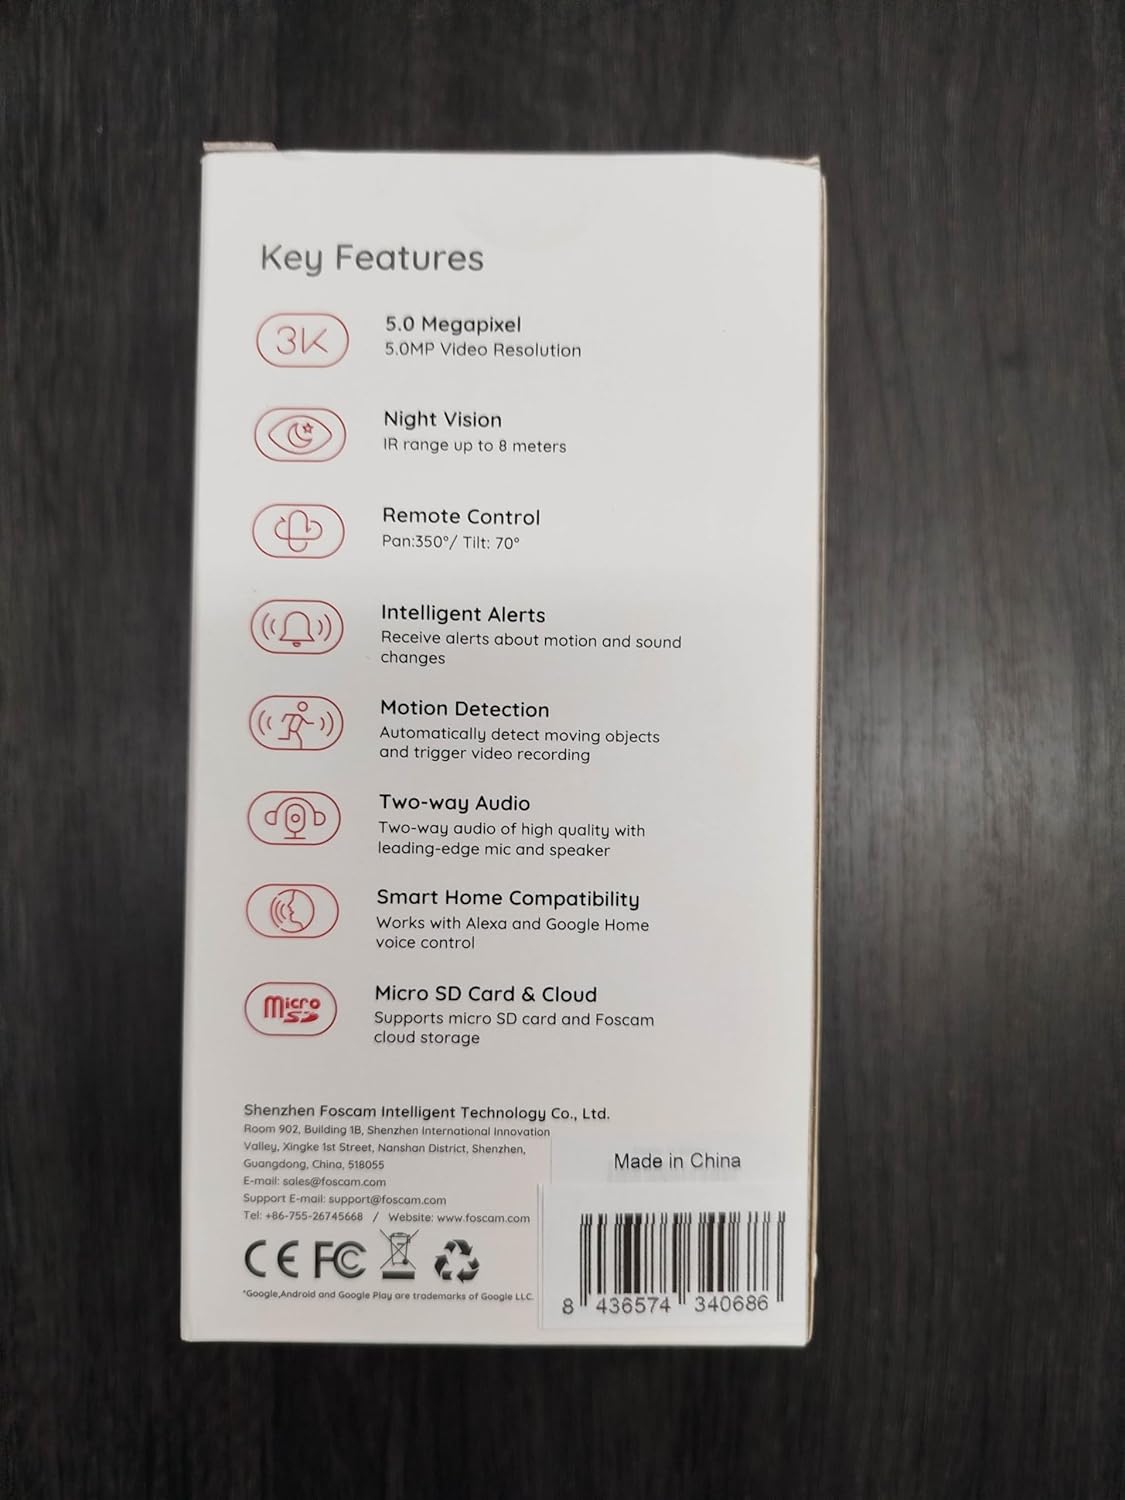 Key Features
3K
5.0 Megapixel
5.0MP Video Resolution
Night Vision
IR range up to 8 meters
Remote Control
Pan:350°/ Tilt: 70°
Intelligent Alerts
Receive alerts about motion and sound
changes
Motion Detection
Automatically detect moving objects
and trigger video recording
Two-way Audio
Two-way audio of high quality with
leading-edge mic and speaker
Smart Home Compatibility
Works with Alexa and Google Home
voice control
Micro
SD
Micro SD Card & Cloud
Supports micro SD card and Foscam
cloud storage
Shenzhen Foscam Intelligent Technology Co., Ltd.
Room 902, Building 1B, Shenzhen International Innovation
Valley, Xingke 1st Street, Nanshan District, Shenzhen,
Guangdong, China, 518055
E-mail: sales@foscam.com
Support E-mail: support@foscam.com
Tel: +86-755-26745668 / Website: www.foscam.com
CE FC
*Google,Android and Google Play are trademarks of Google LLC.
Made in China
8 436574 340686